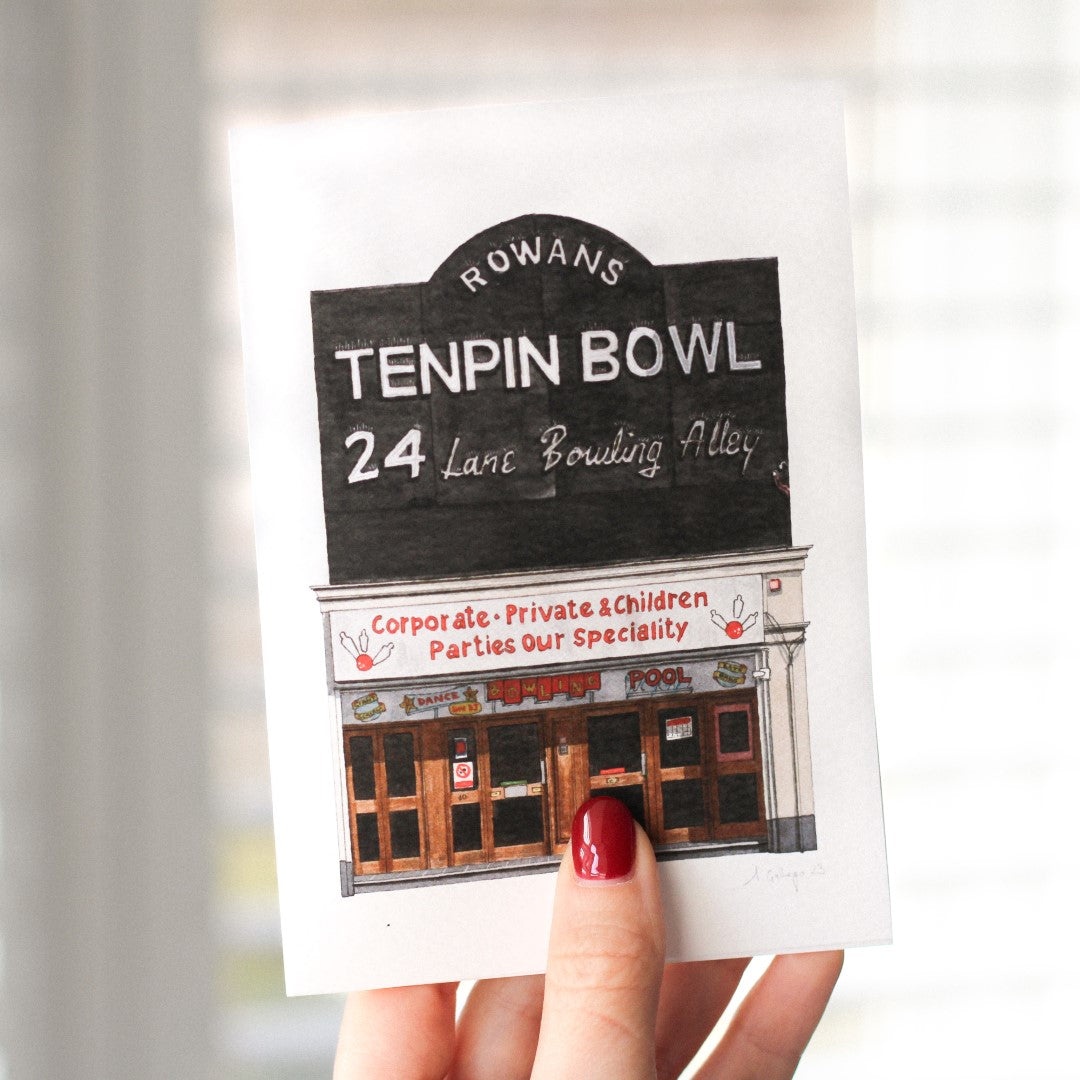 ROWANS
TENPIN BOWL
24 Lane Bowling Alley
Corporate • Private & Children
Parties Our Speciality
DANCE
BOWLING
POOL